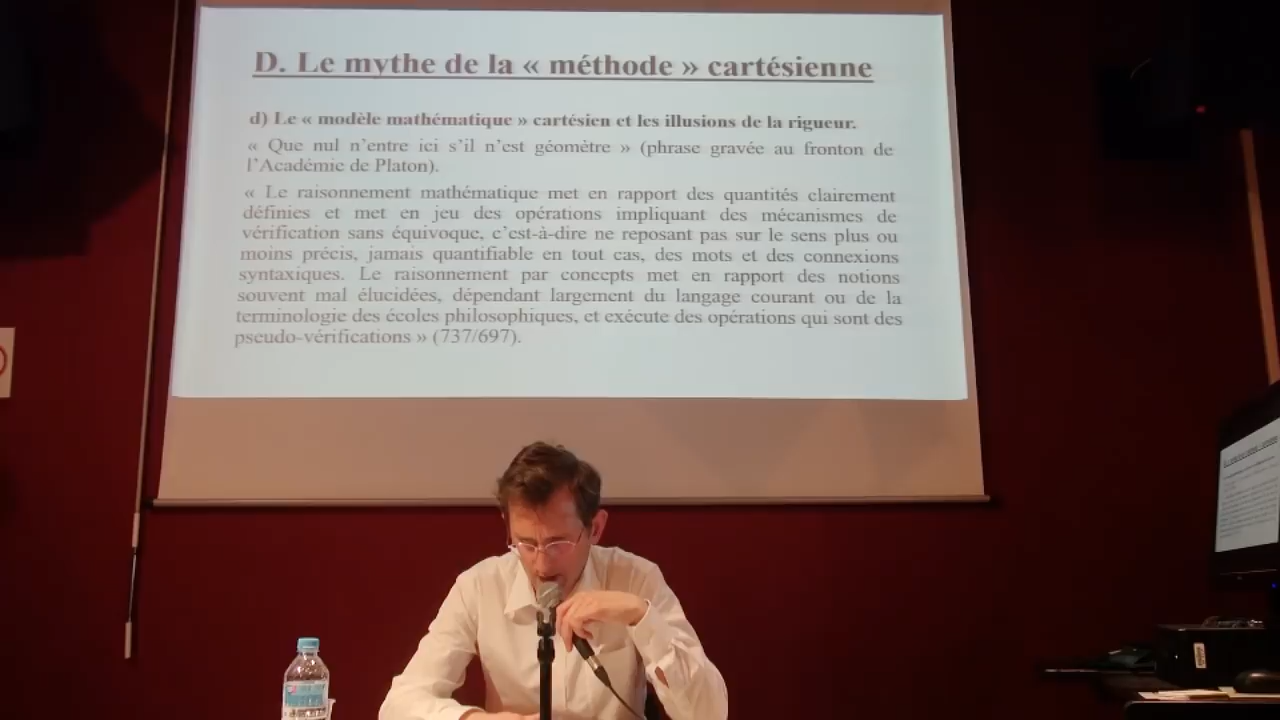 D. Le mythe de la « méthode » cartésienne
d) Le « modèle mathématique » cartésien et les illusions de la rigueur.
« Que nul n’entre ici s’il n’est géomètre » (phrase gravée au fronton de
l’Académie de Platon).
« Le raisonnement mathématique met en rapport des quantités clairement
définies et met en jeu des opérations impliquant des mécanismes de
vérification sans équivoque, c’est-à-dire ne reposant pas sur le sens plus ou
moins précis, jamais quantifiable en tout cas, des mots et des connexions
syntaxiques. Le raisonnement par concepts met en rapport des notions
souvent mal élucidées, dépendant largement du langage courant ou de la
terminologie des écoles philosophiques, et exécute des opérations qui sont des
pseudo-vérifications » (737/697).